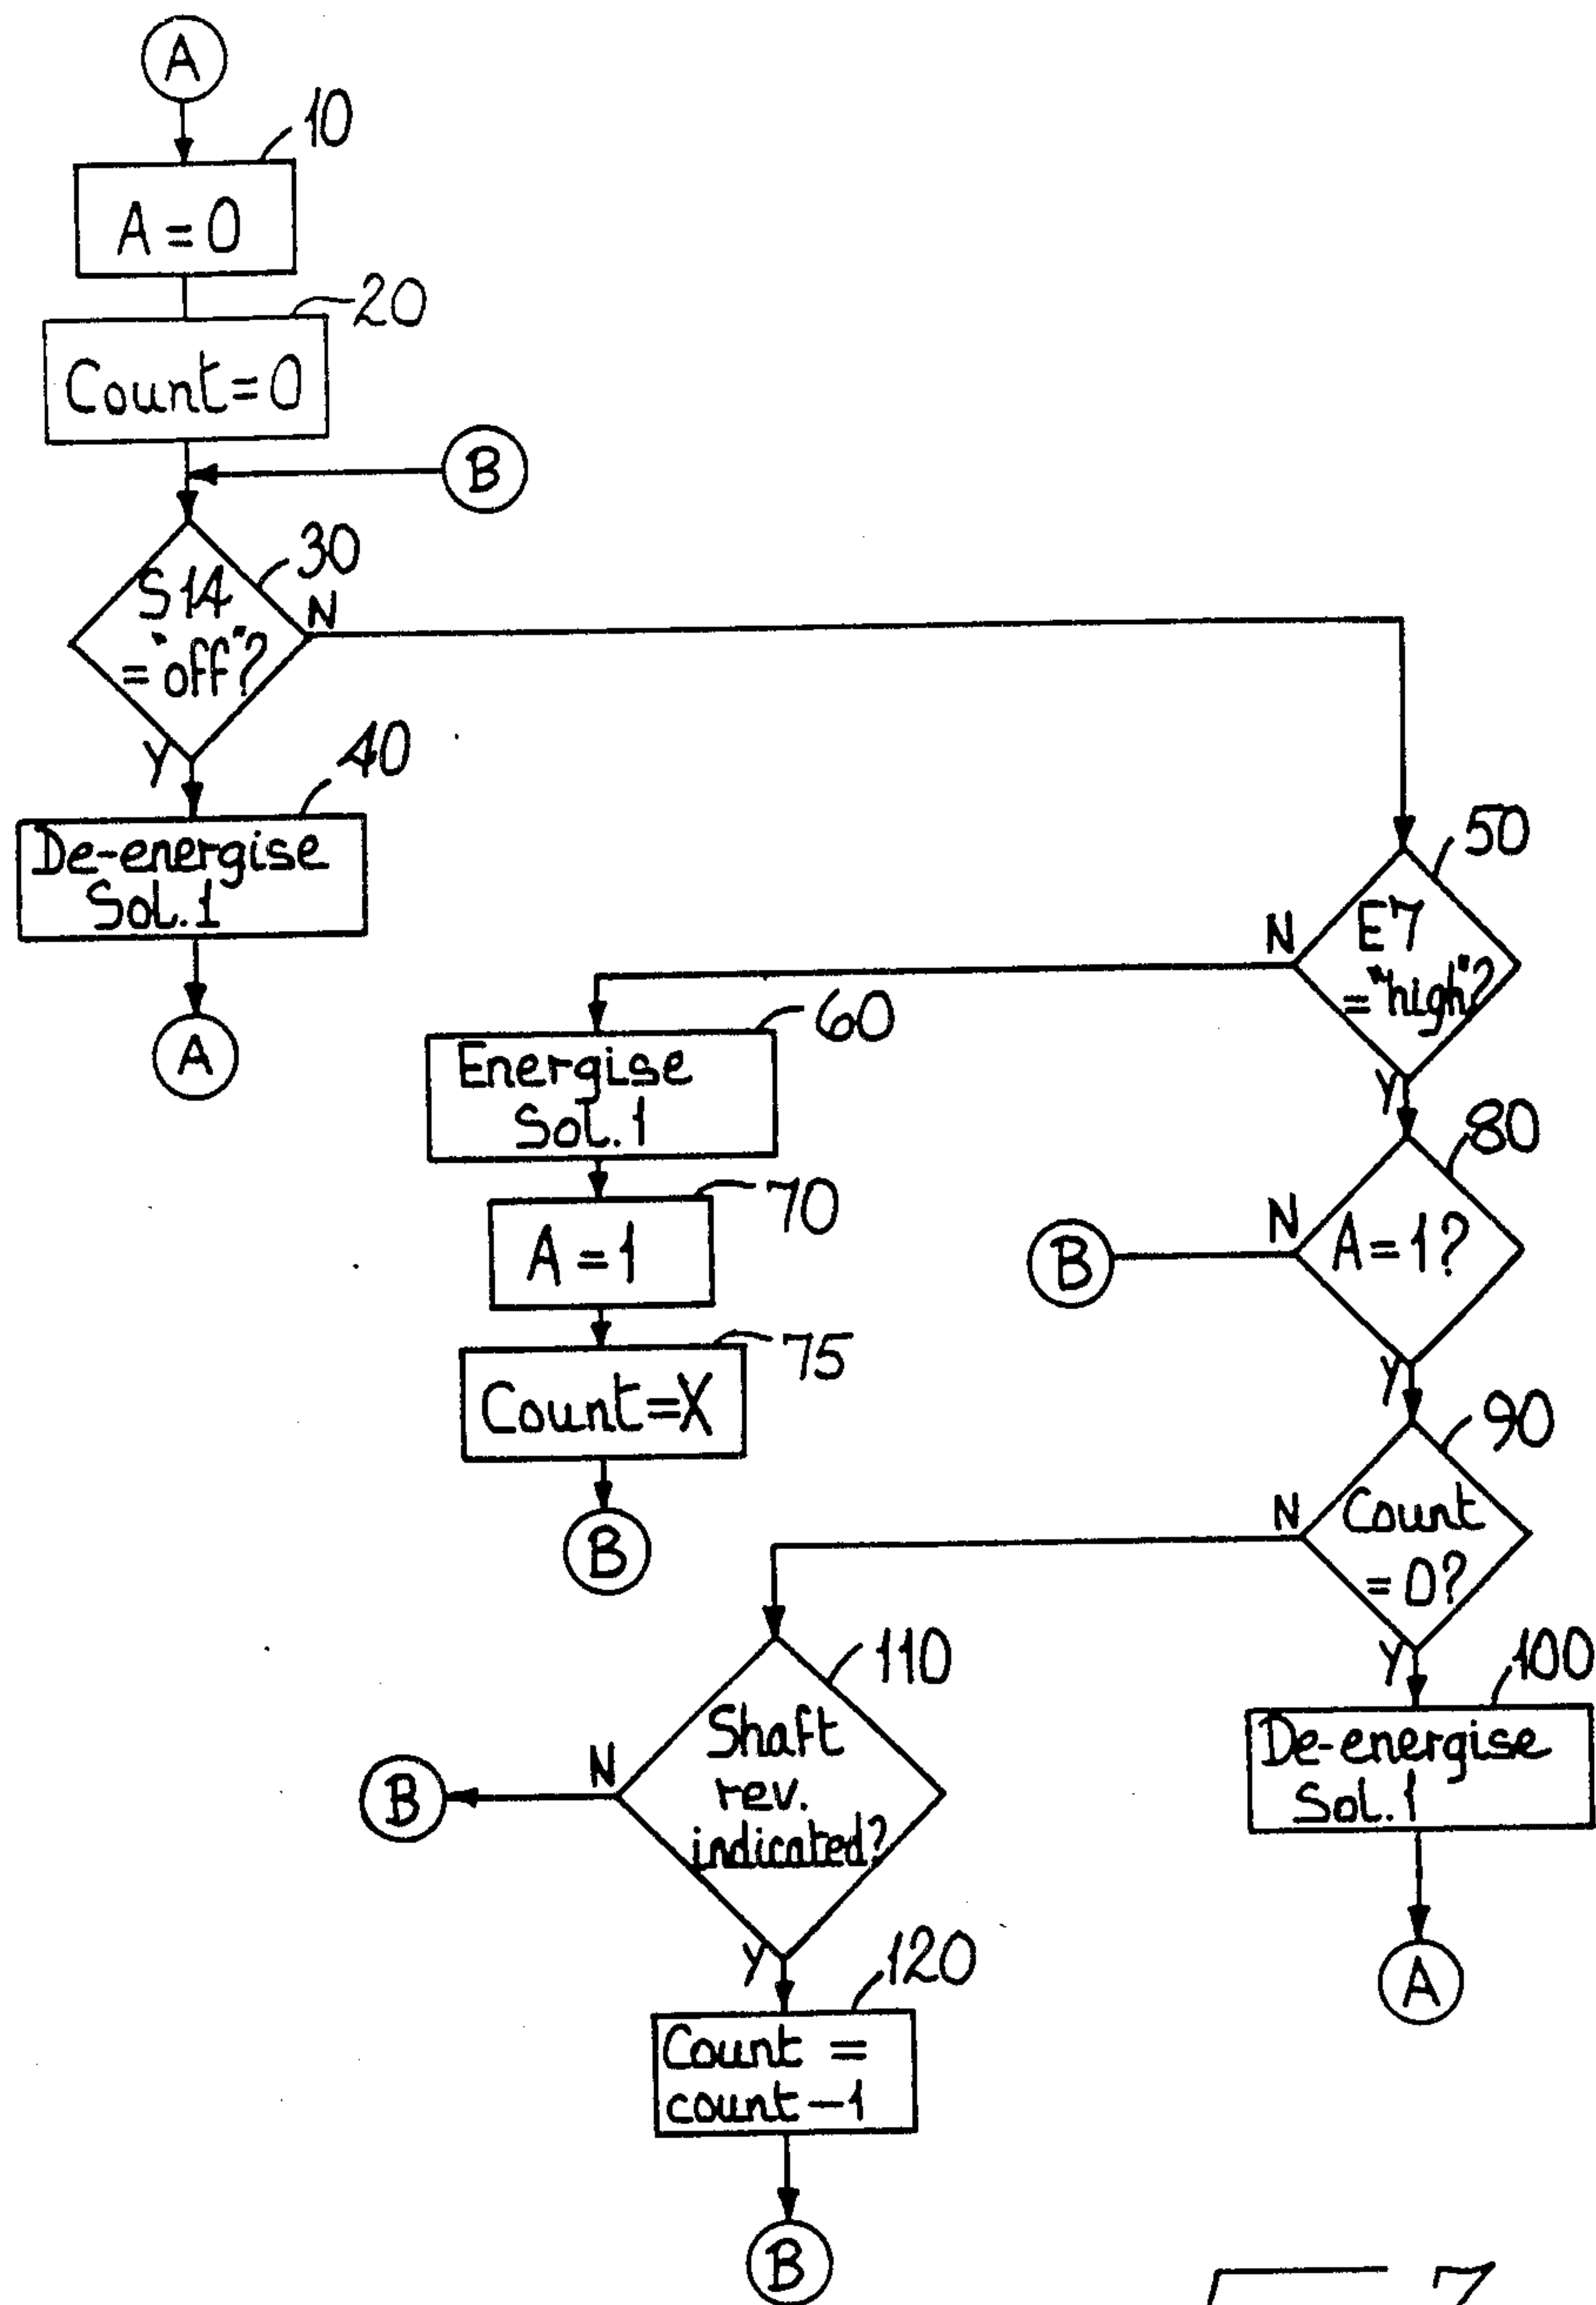 A
10
A = 0
20
Count = 0
B
30
S14
= "off"?
N
Y
40
De-energise
Sol. 1
A
50
E7
= "high"?
N
Y
60
Energise
Sol. 1
70
A = 1
75
Count = X
B
80
A = 1?
N
B
Y
90
Count
= 0?
N
Y
100
De-energise
Sol. 1
A
110
Shaft
rev.
indicated?
N
B
Y
120
Count =
count - 1
B
7